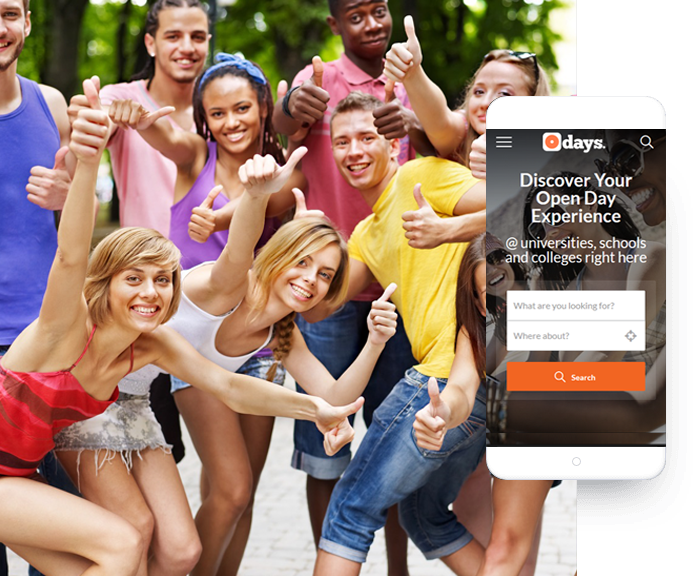 Odays.
Discover Your
Open Day
Experience
@ universities, schools
and colleges right here
What are you looking for?
Where about?
Search